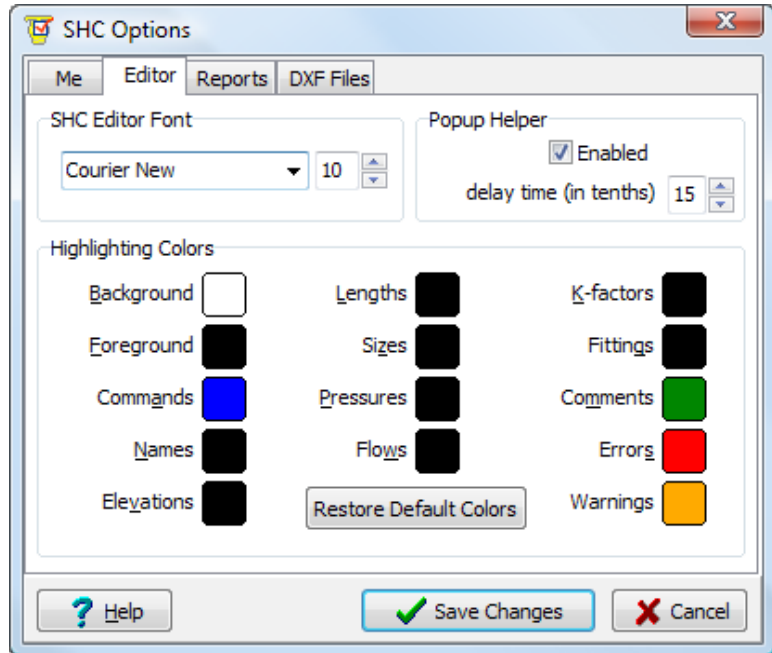 SHC Options
Me Editor Reports DXF Files
SHC Editor Font
Courier New 10
Popup Helper
Enabled
delay time (in tenths) 15
Highlighting Colors
Background Lengths K-factors
Foreground Sizes Fittings
Commands Pressures Comments
Names Flows Errors
Elevations Restore Default Colors Warnings
? Help Save Changes Cancel